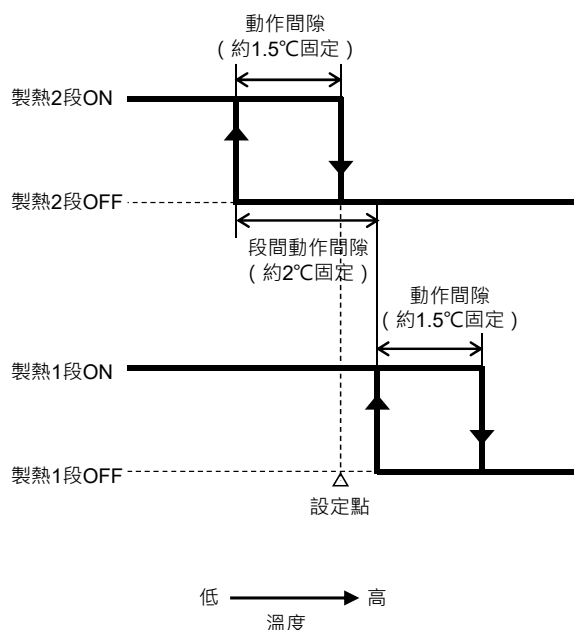 動作間隙
（約1.5℃固定）
製熱2段ON
製熱2段OFF
段間動作間隙
（約2℃固定）
動作間隙
（約1.5℃固定）
製熱1段ON
製熱1段OFF
設定點
低
高
溫度